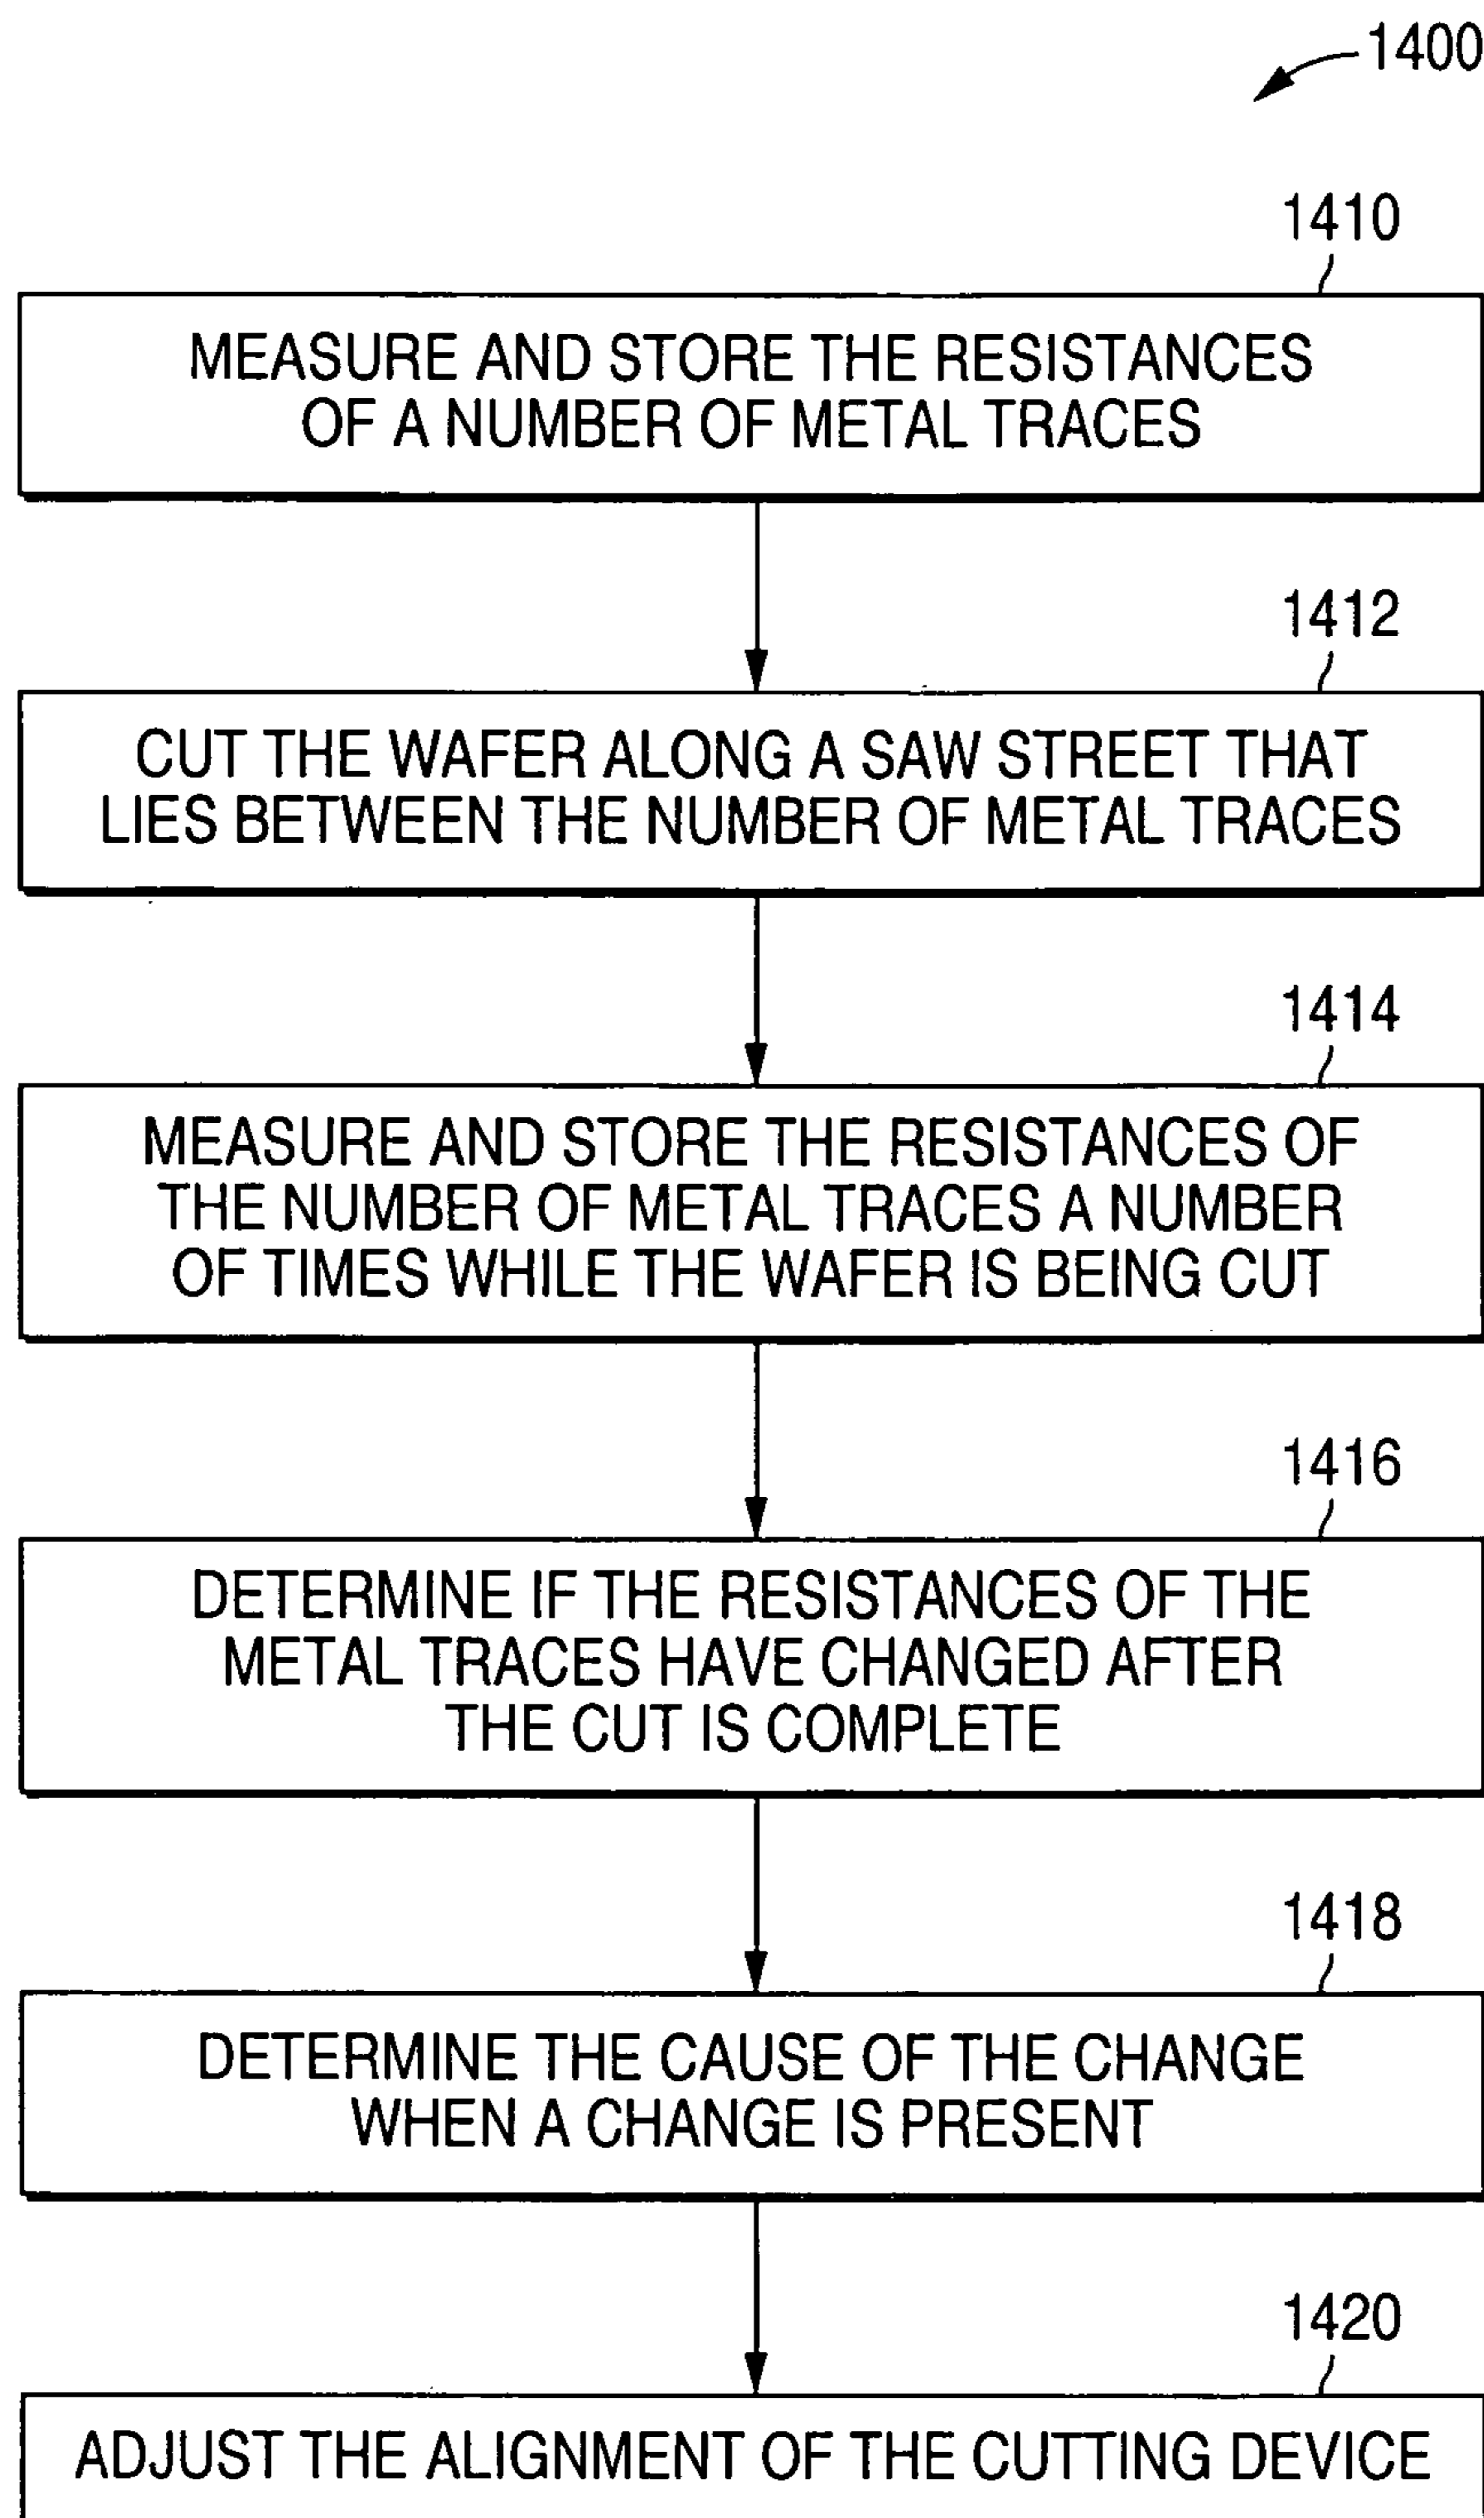 1400
1410
MEASURE AND STORE THE RESISTANCES
OF A NUMBER OF METAL TRACES
1412
CUT THE WAFER ALONG A SAW STREET THAT
LIES BETWEEN THE NUMBER OF METAL TRACES
1414
MEASURE AND STORE THE RESISTANCES OF
THE NUMBER OF METAL TRACES A NUMBER
OF TIMES WHILE THE WAFER IS BEING CUT
1416
DETERMINE IF THE RESISTANCES OF THE
METAL TRACES HAVE CHANGED AFTER
THE CUT IS COMPLETE
1418
DETERMINE THE CAUSE OF THE CHANGE
WHEN A CHANGE IS PRESENT
1420
ADJUST THE ALIGNMENT OF THE CUTTING DEVICE